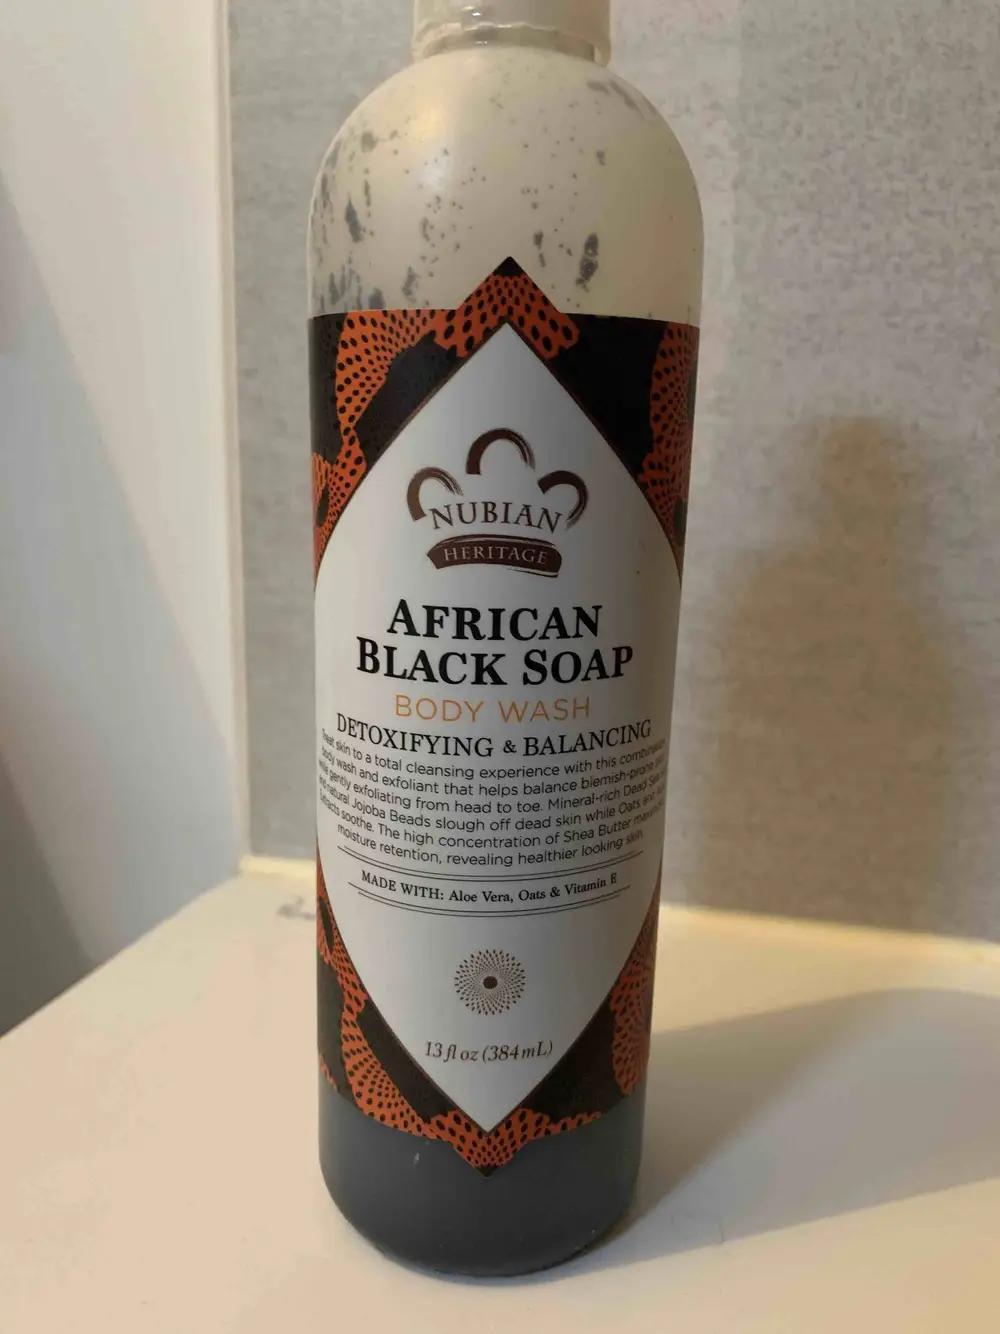 NUBIAN
HERITAGE
AFRICAN
BLACK SOAP
BODY WASH
DETOXIFYING & BALANCING
Treat skin to a total cleansing experience with this combination
body wash and exfoliant that helps balance blemish-prone
while gently exfoliating from head to toe. Mineral-rich Dead Sea
and natural Jojoba Beads slough off dead skin while Oats and
Extracts soothe. The high concentration of Shea Butter
moisture retention, revealing healthier looking skin.
MADE WITH: Aloe Vera, Oats & Vitamin E
13 fl oz (384 mL)